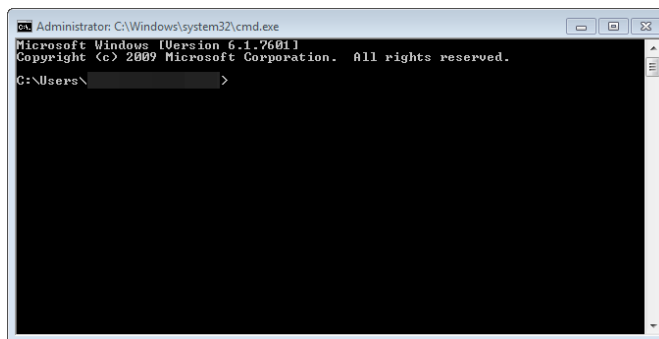 Administrator: C:\Windows\system32\cmd.exe
Microsoft Windows [Version 6.1.7601]
Copyright (c) 2009 Microsoft Corporation.  All rights reserved.
C:\Users\ >